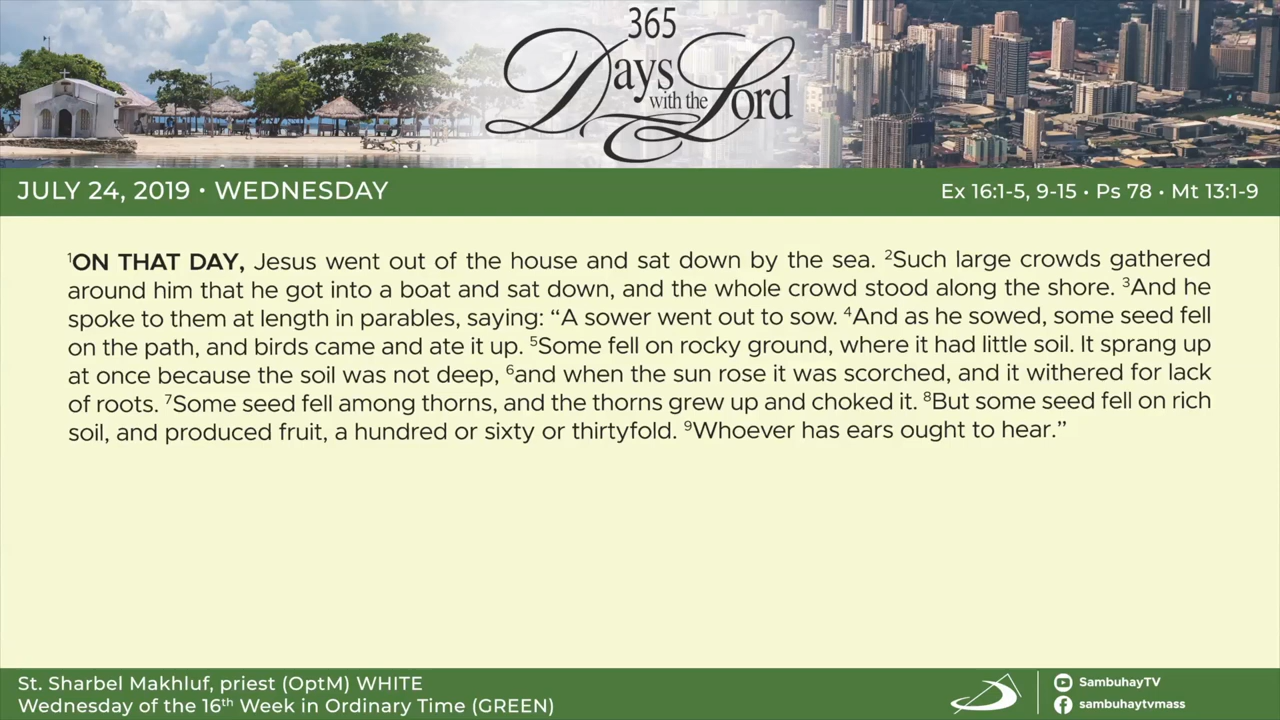 365
Days with the Lord
JULY 24, 2019 • WEDNESDAY
Ex 16:1-5, 9-15 • Ps 78 • Mt 13:1-9
¹ON THAT DAY, Jesus went out of the house and sat down by the sea. ²Such large crowds gathered
around him that he got into a boat and sat down, and the whole crowd stood along the shore. ³And he
spoke to them at length in parables, saying: “A sower went out to sow. ⁴And as he sowed, some seed fell
on the path, and birds came and ate it up. ⁵Some fell on rocky ground, where it had little soil. It sprang up
at once because the soil was not deep, ⁶and when the sun rose it was scorched, and it withered for lack
of roots. ⁷Some seed fell among thorns, and the thorns grew up and choked it. ⁸But some seed fell on rich
soil, and produced fruit, a hundred or sixty or thirtyfold. ⁹Whoever has ears ought to hear.”
St. Sharbel Makhluf, priest (OptM) WHITE
Wednesday of the 16th Week in Ordinary Time (GREEN)
SambuhayTV
sambuhaytvmass